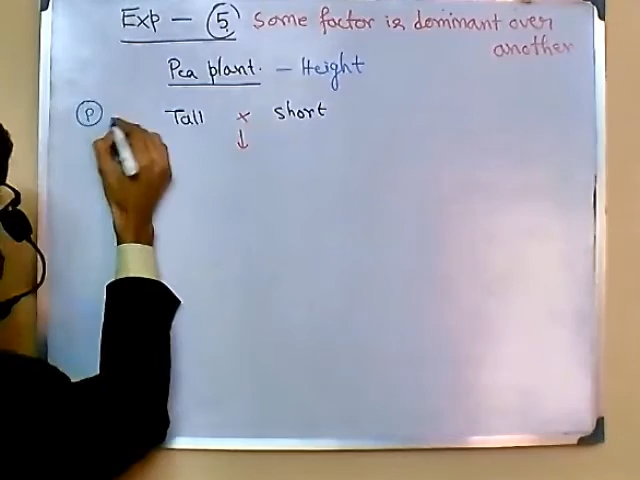 Exp - 5 Some factor is dominant over
another
Pea plant. - Height
P Tall x short
↓